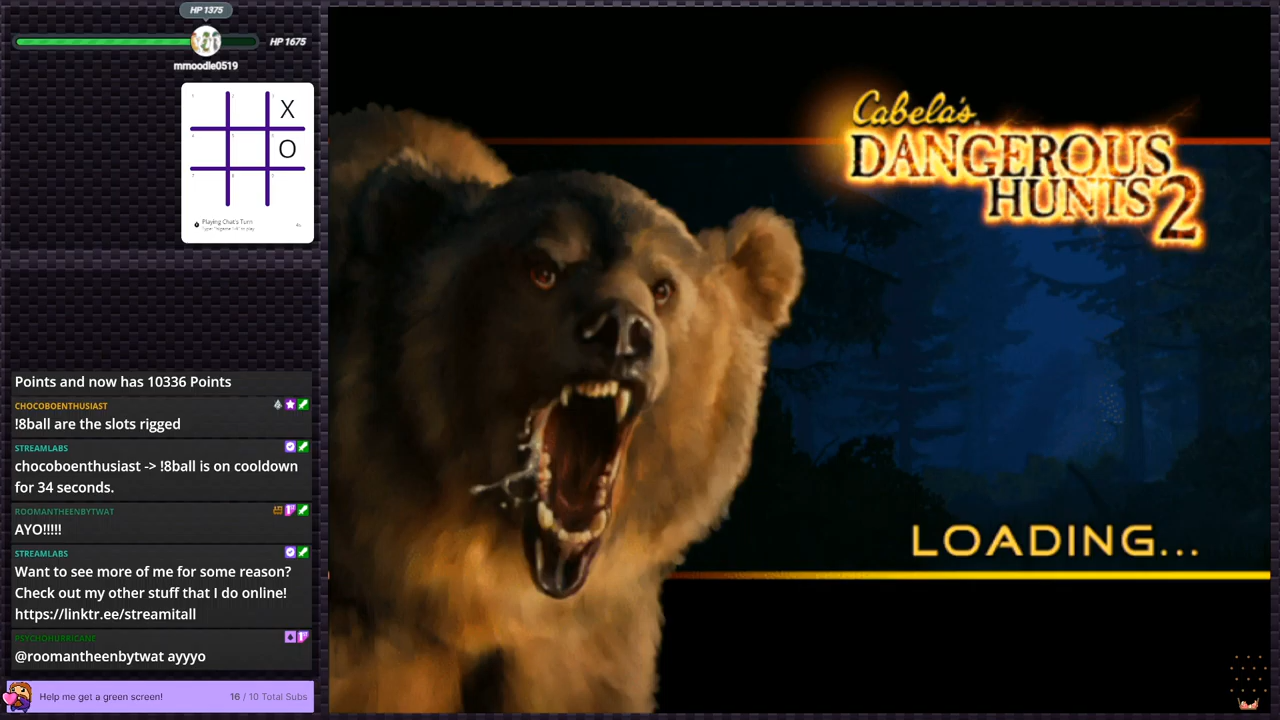 HP 1375
HP 1675
mmoodle0519
X
O
Playing Chat's Turn
Points and now has 10336 Points
CHOCOBOENTHUSIAST
!8ball are the slots rigged
STREAMLABS
chocoboenthusiast -> !8ball is on cooldown
for 34 seconds.
ROOMANTHEENBYTWAT
AYO!!!!!
STREAMLABS
Want to see more of me for some reason?
Check out my other stuff that I do online!
https://linktr.ee/streamitall
PSYCHOHURRICANE
@roomantheenbytwat ayyyo
Help me get a green screen!
16 / 10 Total Subs
Cabela's
DANGEROUS
HUNTS 2
LOADING...